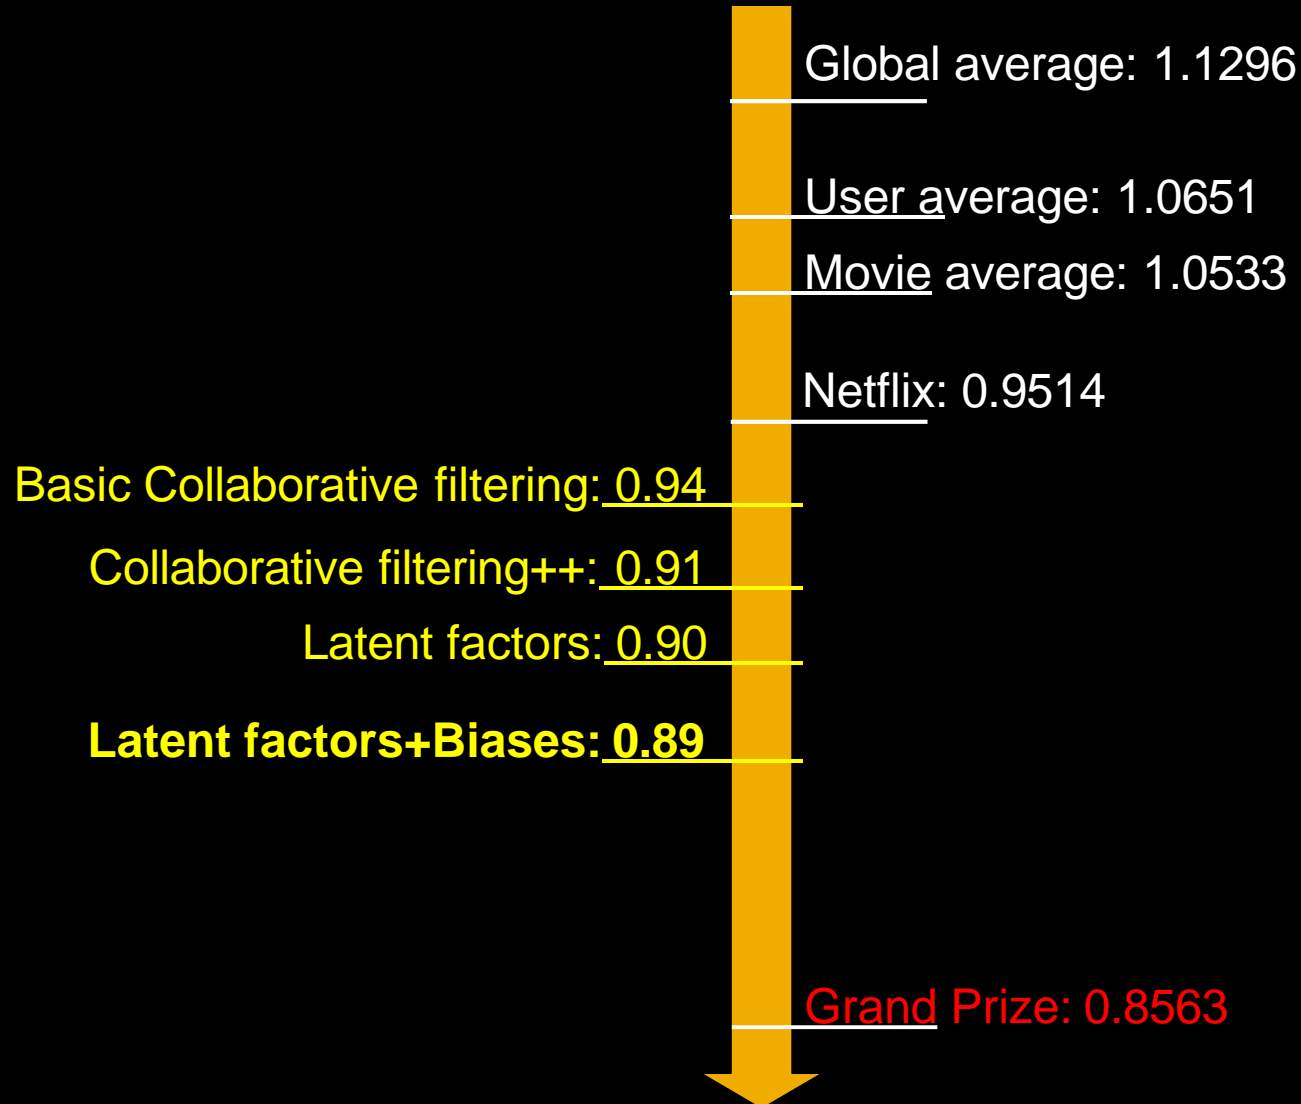 Global average: 1.1296
User average: 1.0651
Movie average: 1.0533
Netflix: 0.9514
Basic Collaborative filtering: 0.94
Collaborative filtering++: 0.91
Latent factors: 0.90
Latent factors+Biases: 0.89
Grand Prize: 0.8563